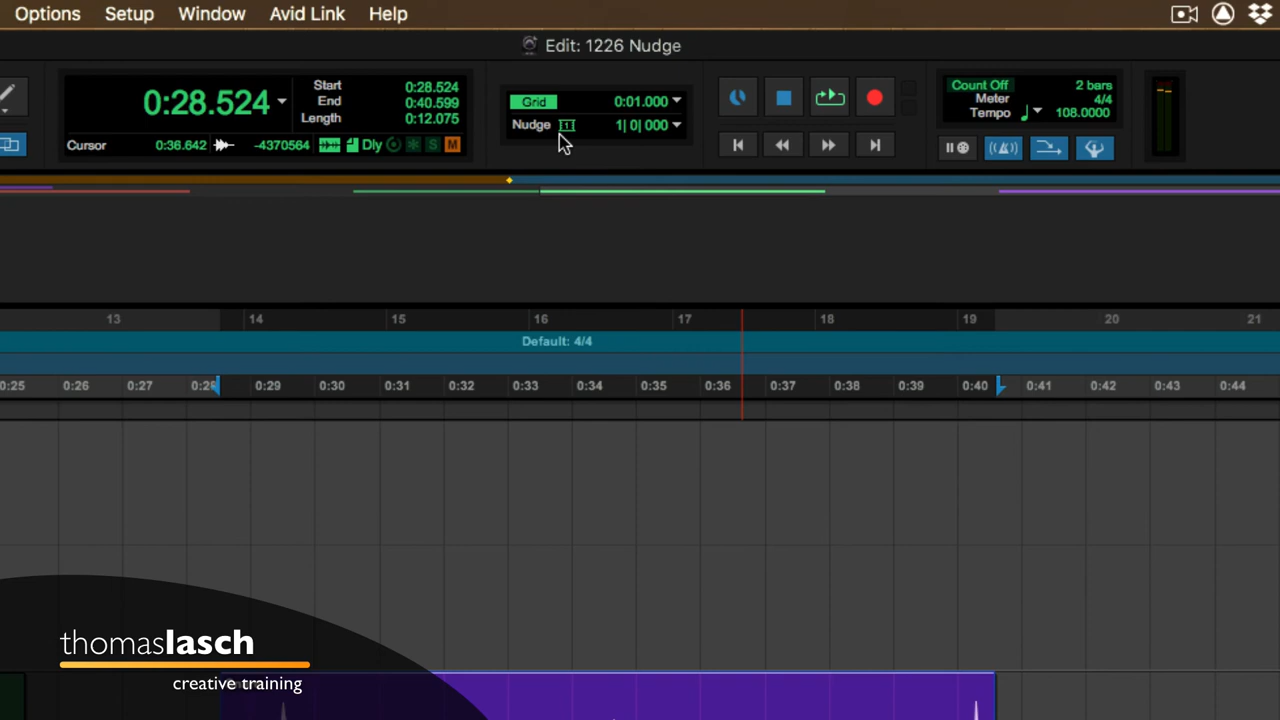 Options Setup Window Avid Link Help
Edit: 1226 Nudge
0:28.524
Start 0:28.524
End 0:40.599
Length 0:12.075
Cursor 0:36.642 -4370564 Dly S M
Grid 0:01.000
Nudge 1| 0| 000
Count Off 2 bars
Meter 4/4
Tempo 108.0000
13 14 15 16 17 18 19 20 21
Default: 4/4
0:25 0:26 0:27 0:28 0:29 0:30 0:31 0:32 0:33 0:34 0:35 0:36 0:37 0:38 0:39 0:40 0:41 0:42 0:43 0:44
thomaslasch
creative training